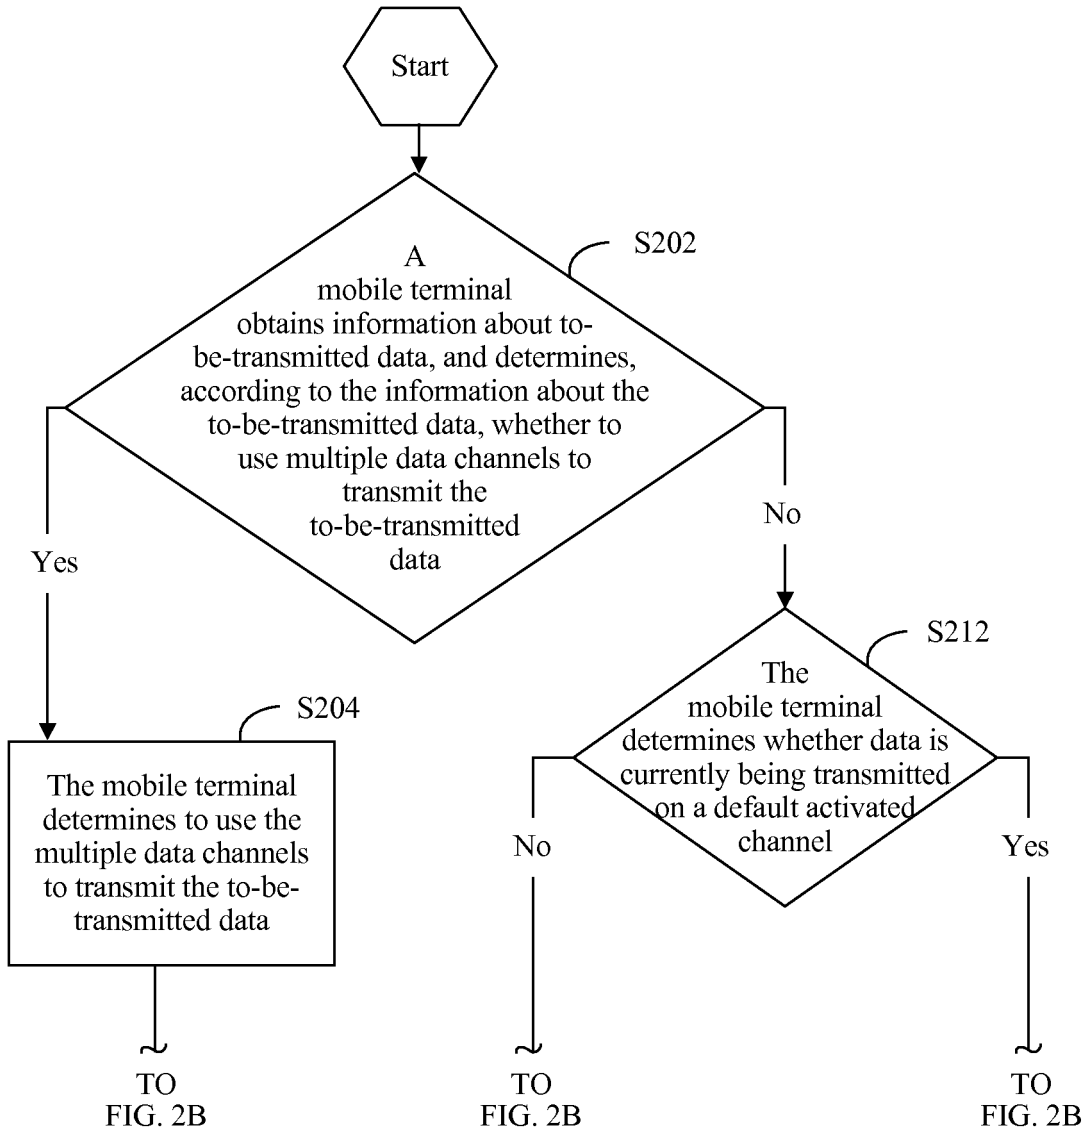 Start
S202
A
mobile terminal
obtains information about to-
be-transmitted data, and determines,
according to the information about the
to-be-transmitted data, whether to
use multiple data channels to
transmit the
to-be-transmitted
data
Yes
No
S204
The mobile terminal
determines to use the
multiple data channels
to transmit the to-be-
transmitted data
S212
The
mobile terminal
determines whether data is
currently being transmitted
on a default activated
channel
No
Yes
TO
FIG. 2B
TO
FIG. 2B
TO
FIG. 2B